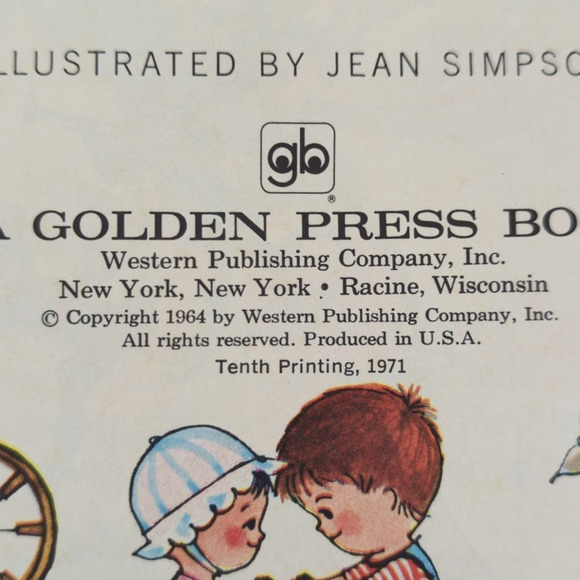 ILLUSTRATED BY JEAN SIMPSO
gb
®
A GOLDEN PRESS BO
Western Publishing Company, Inc.
New York, New York • Racine, Wisconsin
© Copyright 1964 by Western Publishing Company, Inc.
All rights reserved. Produced in U.S.A.
Tenth Printing, 1971